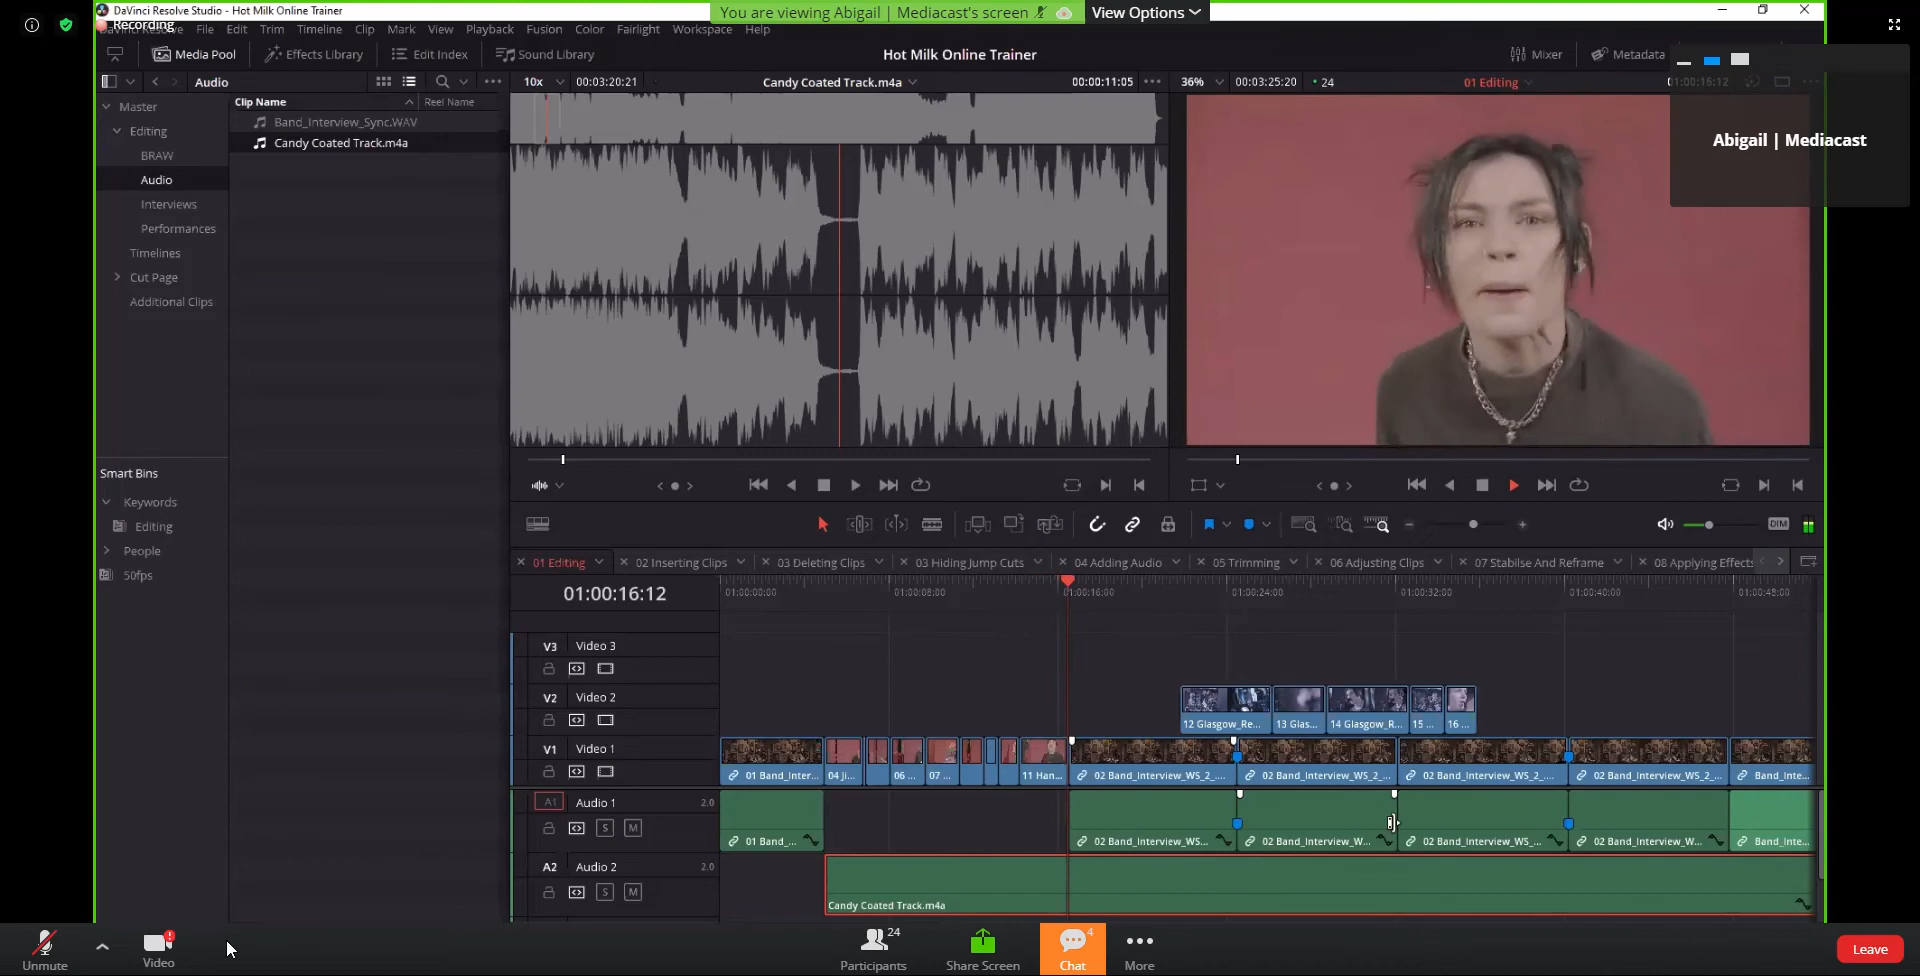 DaVinci Resolve Studio - Hot Milk Online Trainer
You are viewing Abigail | Mediacast's screen
View Options
Recording
DaVinci Resolve File Edit Trim Timeline Clip Mark View Playback Fusion Color Fairlight Workspace Help
Media Pool Effects Library Edit Index Sound Library
Hot Milk Online Trainer
Mixer Metadata
Audio
10x 00:03:20:21 Candy Coated Track.m4a 00:00:11:05
36% 00:03:25:20 • 24 01 Editing 01:00:16:12
Clip Name Reel Name
Master
Editing
BRAW
Audio
Interviews
Performances
Timelines
Cut Page
Additional Clips
Band_Interview_Sync.WAV
Candy Coated Track.m4a
Abigail | Mediacast
Smart Bins
Keywords
Editing
People
50fps
DIM
01 Editing 02 Inserting Clips 03 Deleting Clips 03 Hiding Jump Cuts 04 Adding Audio 05 Trimming 06 Adjusting Clips 07 Stabilse And Reframe 08 Applying Effects
01:00:16:12
01:00:00:00 01:00:08:00 01:00:16:00 01:00:24:00 01:00:32:00 01:00:40:00 01:00:48:00
V3 Video 3
V2 Video 2
12 Glasgow_Re... 13 Glas... 14 Glasgow_R... 15 ... 16 ...
V1 Video 1
01 Band_Inter... 04 Ji... 06 ... 07 ... 11 Han... 02 Band_Interview_WS_2_... 02 Band_Interview_WS_2_... 02 Band_Interview_WS_2_... 02 Band_Interview_WS_2_... Band_Inte...
A1 Audio 1 2.0
S M
01 Band_... 02 Band_Interview_WS... 02 Band_Interview_W... 02 Band_Interview_WS_... 02 Band_Interview_W... Band_Inte...
A2 Audio 2 2.0
S M
Candy Coated Track.m4a
Unmute
Video
24
Participants
Share Screen
4
Chat
More
Leave